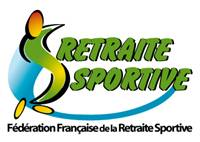 RETRAITE
SPORTIVE
Fédération Française de la Retraite Sportive